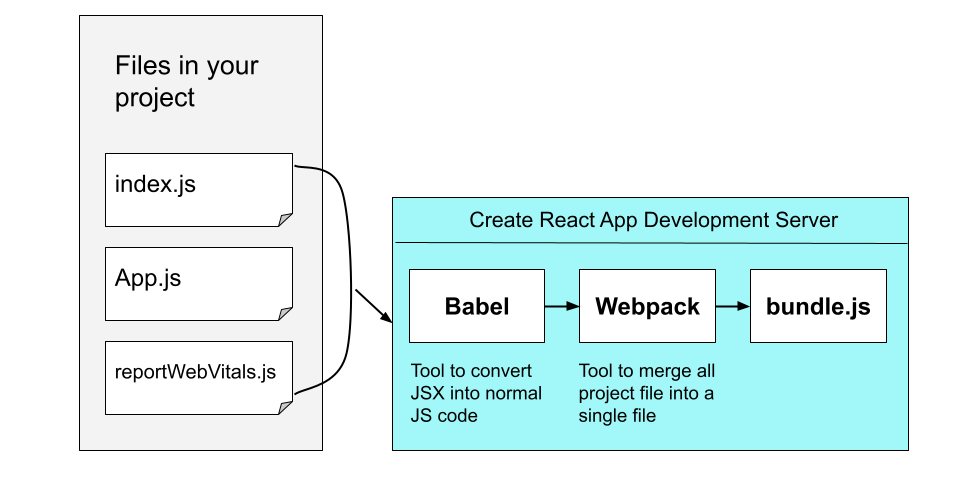 Files in your
project
index.js
App.js
reportWebVitals.js
Create React App Development Server
Babel
Webpack
bundle.js
Tool to convert
JSX into normal
JS code
Tool to merge all
project file into a
single file